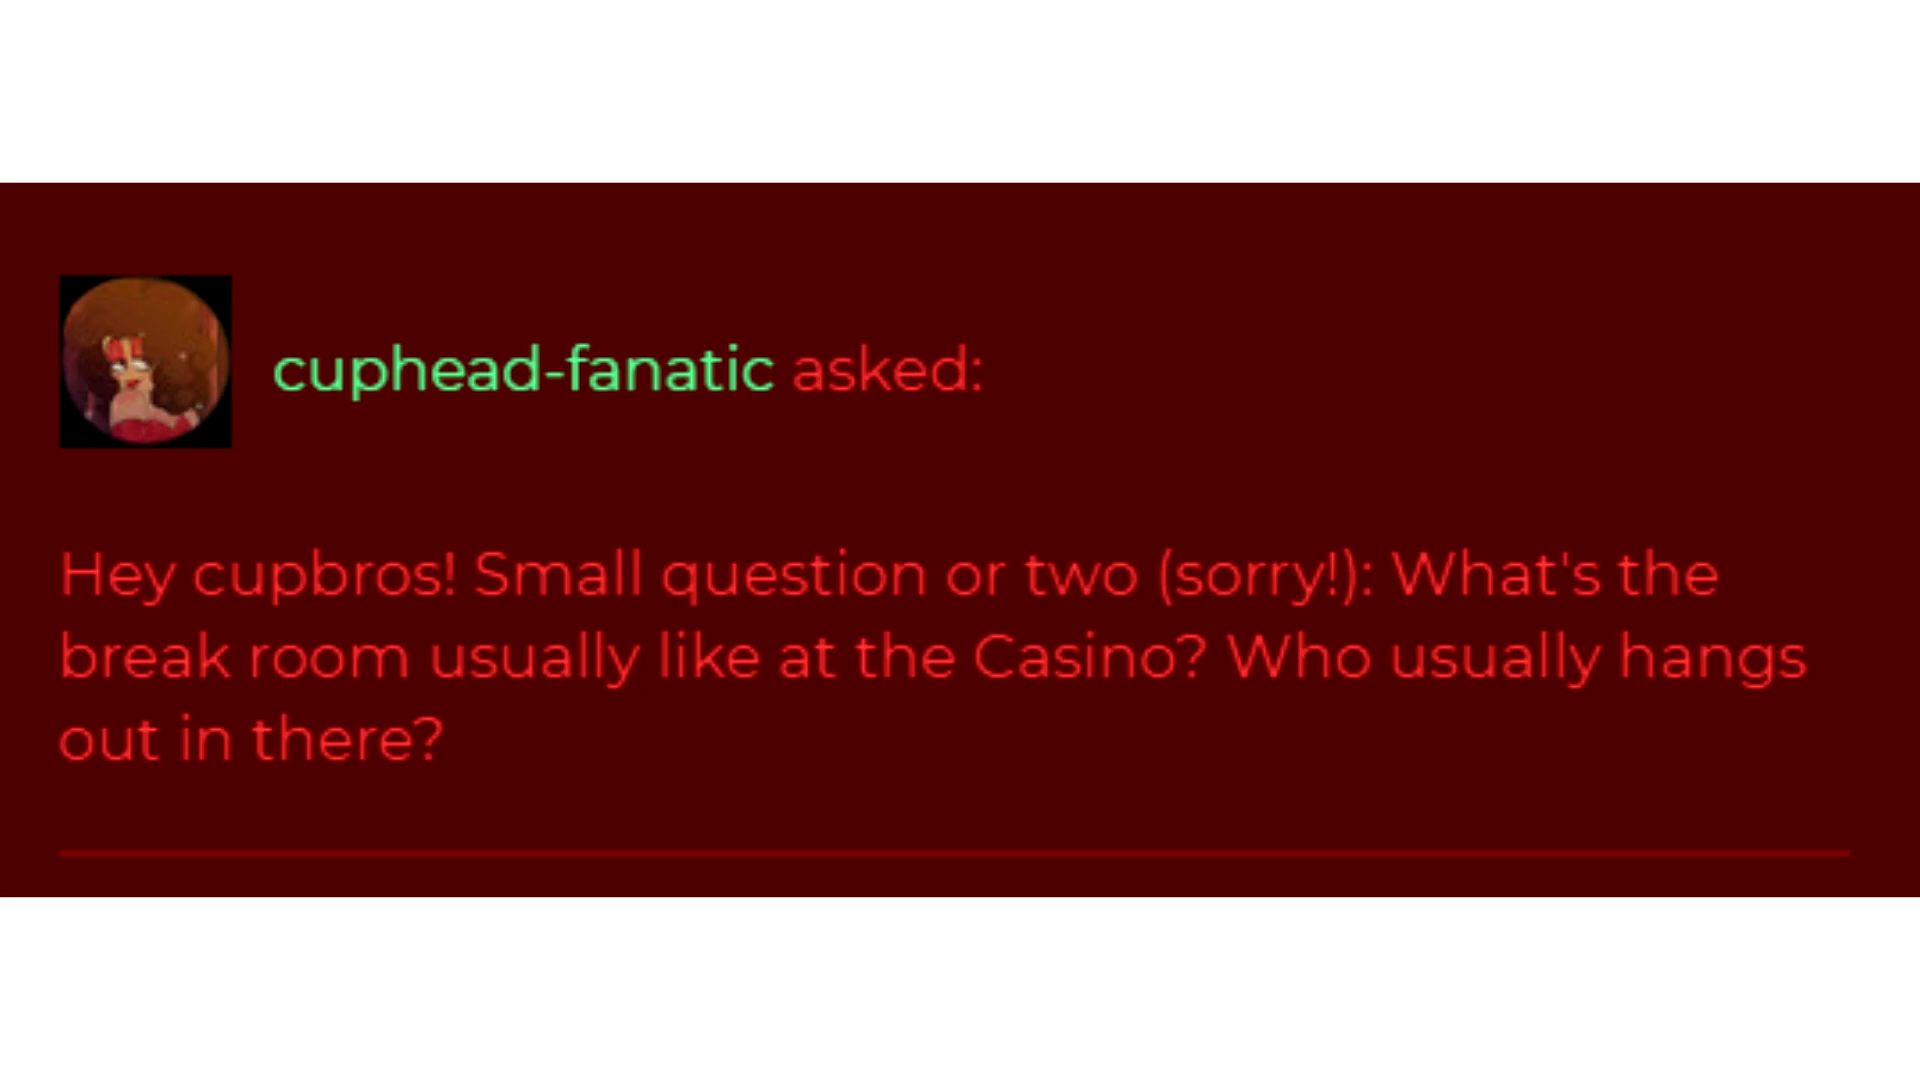 cuphead-fanatic asked:
Hey cupbros! Small question or two (sorry!): What's the
break room usually like at the Casino? Who usually hangs
out in there?